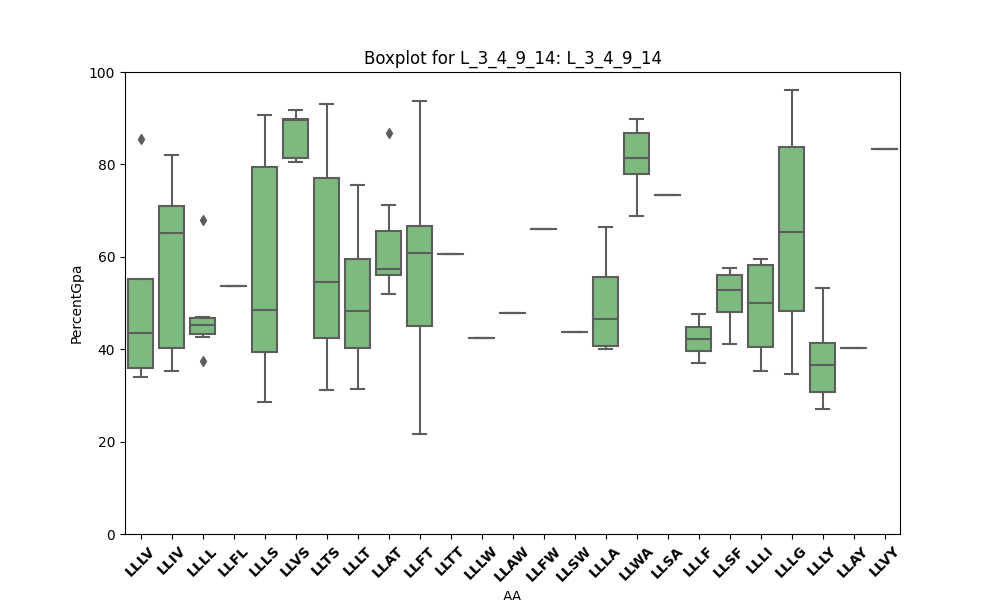 Boxplot for L_3_4_9_14: L_3_4_9_14
PercentGpa
100
80
60
40
20
0
LLLV LLIV LLLL LLFL LLLS LLVS LLTS LLLT LLAT LLFT LLTT LLLW LLAW LLFW LLSW LLLA LLWA LLSA LLLF LLSF LLLI LLLG LLLY LLAY LLVY
AA